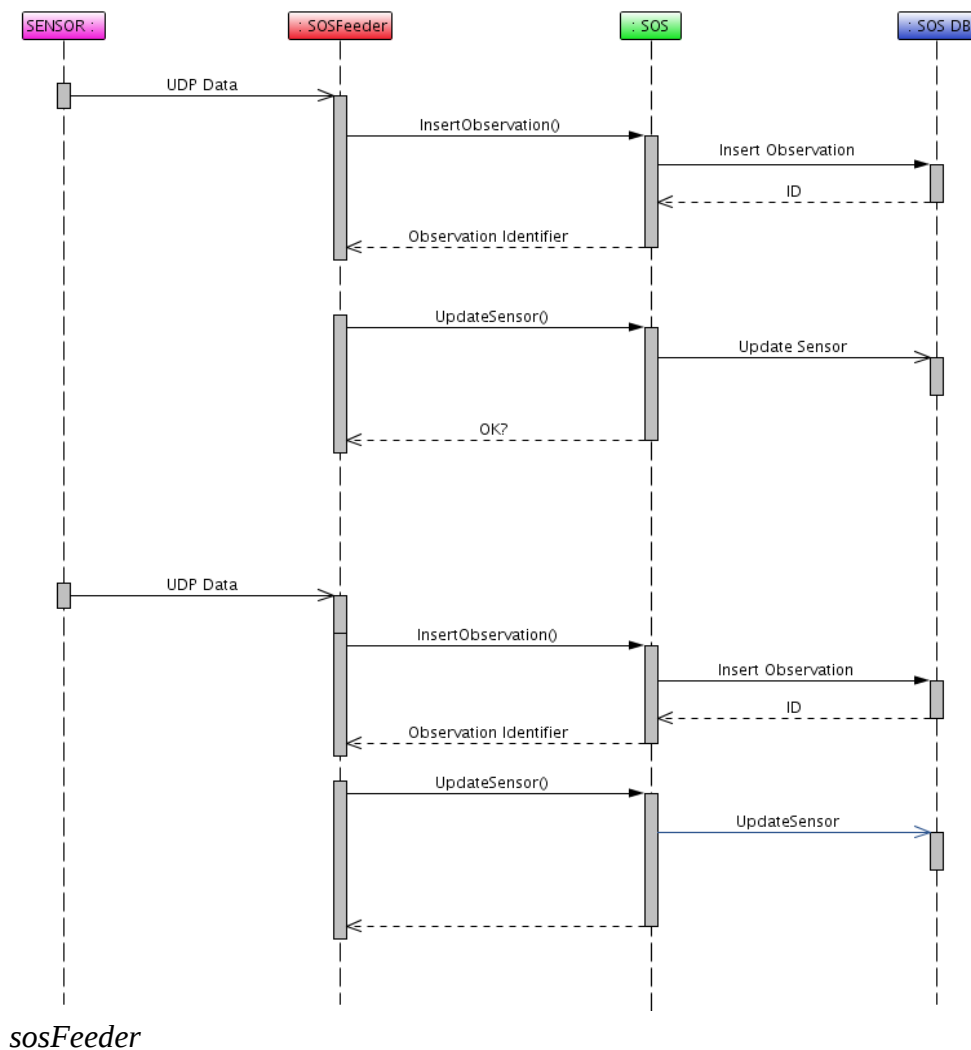 SENSOR :
: SOSFeeder
: SOS
: SOS DB
UDP Data
InsertObservation()
Insert Observation
ID
Observation Identifier
UpdateSensor()
Update Sensor
OK?
UDP Data
InsertObservation()
Insert Observation
ID
Observation Identifier
UpdateSensor()
UpdateSensor
sosFeeder